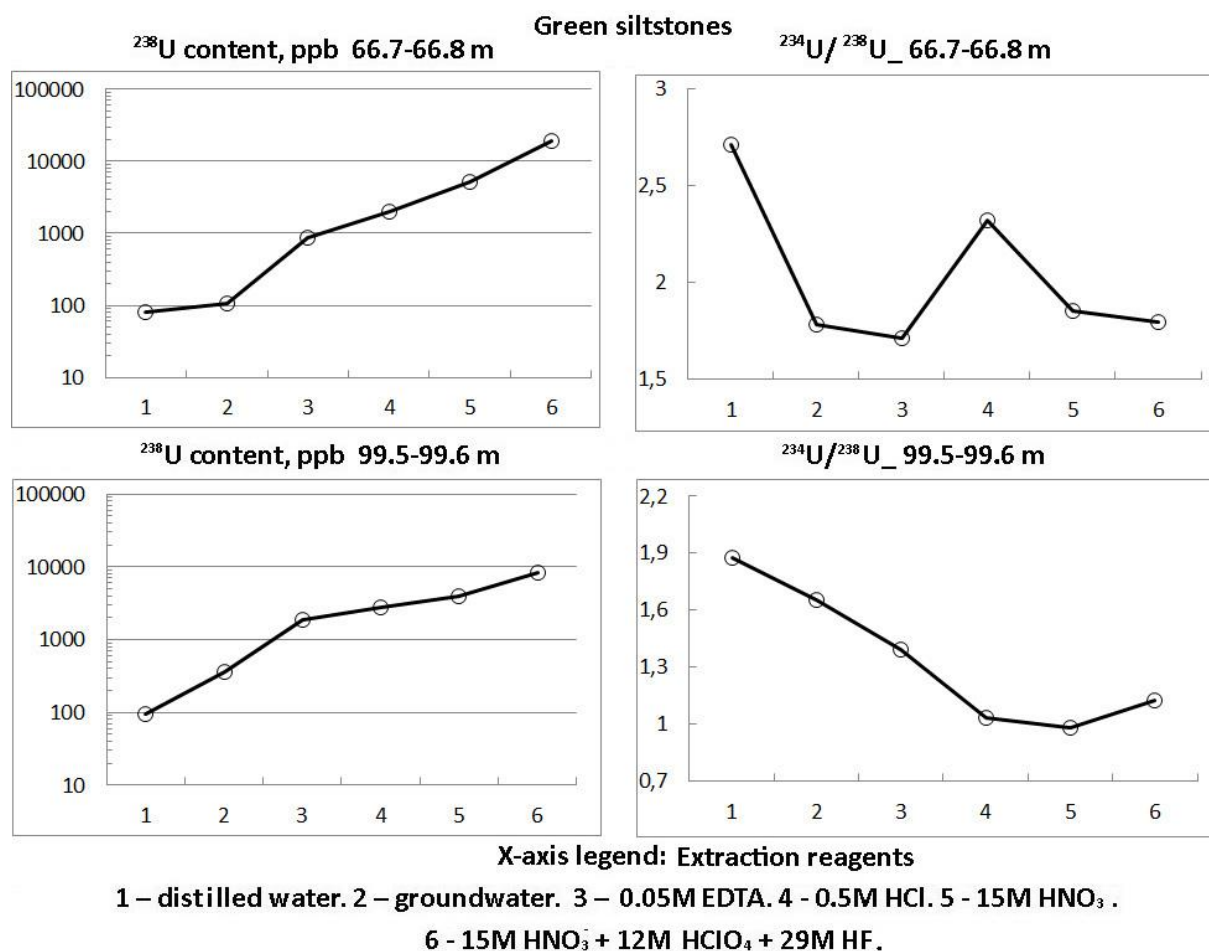 Green siltstones
²³⁸U content, ppb 66.7-66.8 m
100000
10000
1000
100
10
1 2 3 4 5 6
²³⁴U/ ²³⁸U_ 66.7-66.8 m
3
2,5
2
1,5
1 2 3 4 5 6
²³⁸U content, ppb 99.5-99.6 m
100000
10000
1000
100
10
1 2 3 4 5 6
²³⁴U/²³⁸U_ 99.5-99.6 m
2,2
1,9
1,6
1,3
1
0,7
1 2 3 4 5 6
X-axis legend: Extraction reagents
1 – distilled water. 2 – groundwater. 3 – 0.05M EDTA. 4 - 0.5M HCl. 5 - 15M HNO₃ .
6 - 15M HNO₃ + 12M HClO₄ + 29M HF.